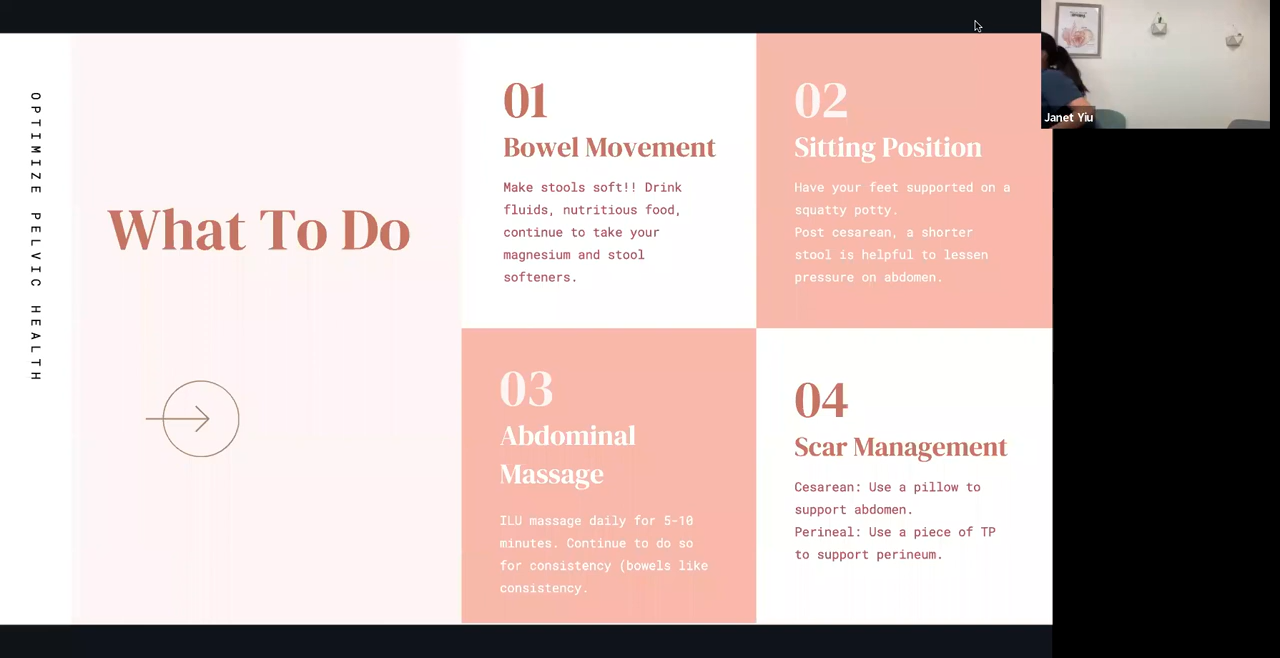 OPTIMIZE PELVIC HEALTH
What To Do
01
Bowel Movement
Make stools soft!! Drink
fluids, nutritious food,
continue to take your
magnesium and stool
softeners.
02
Sitting Position
Have your feet supported on a
squatty potty.
Post cesarean, a shorter
stool is helpful to lessen
pressure on abdomen.
03
Abdominal
Massage
ILU massage daily for 5-10
minutes. Continue to do so
for consistency (bowels like
consistency.
04
Scar Management
Cesarean: Use a pillow to
support abdomen.
Perineal: Use a piece of TP
to support perineum.
Janet Yiu